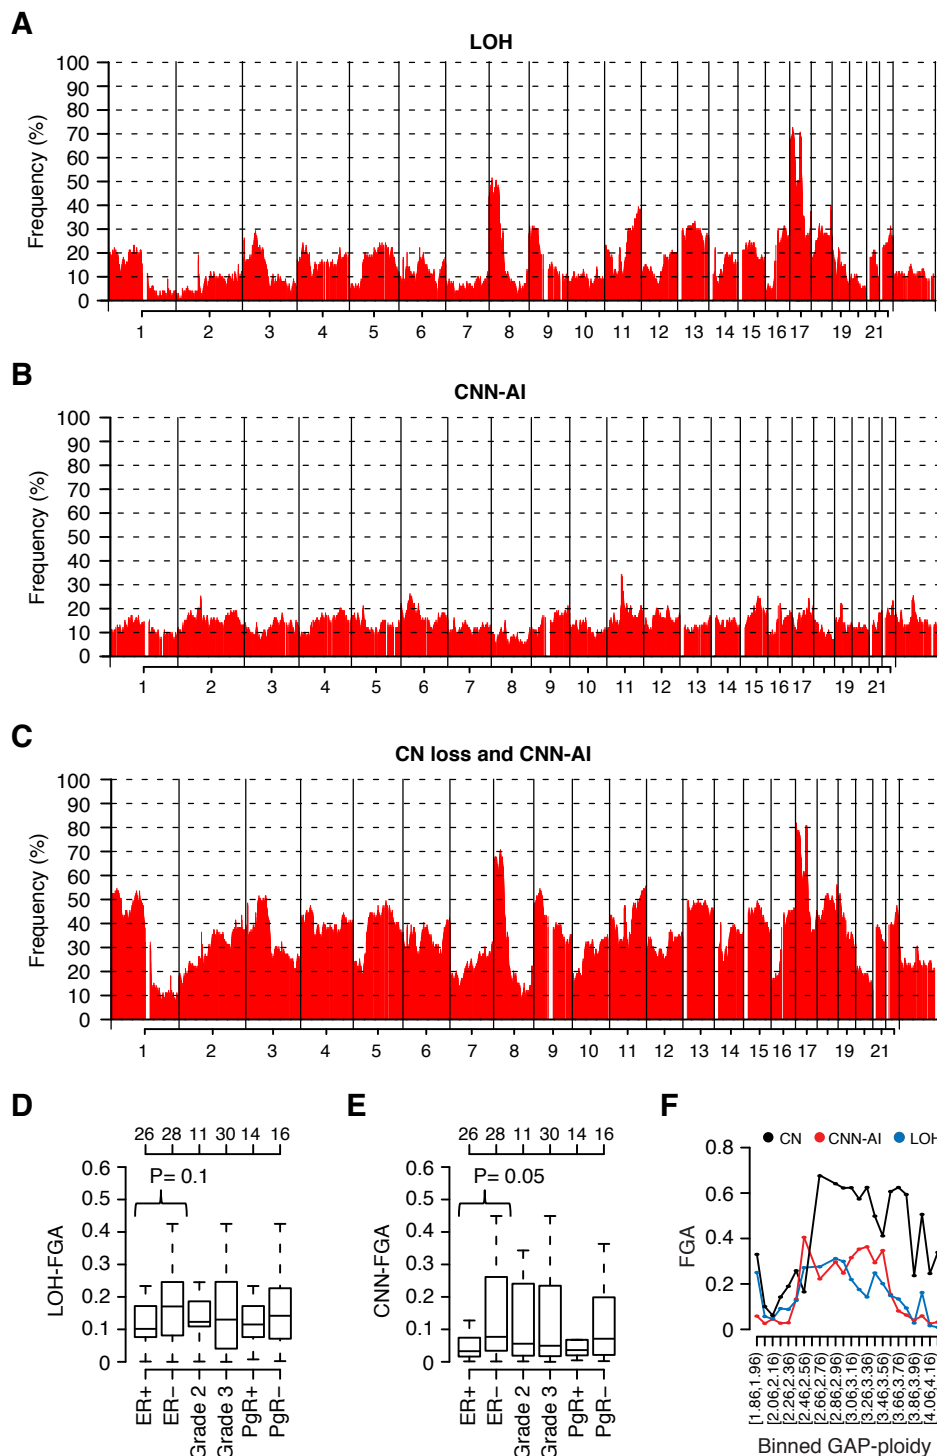 A
LOH
Frequency (%)
100
90
80
70
60
50
40
30
20
10
0
1 2 3 4 5 6 7 8 9 10 11 12 13 14 15 16 17 19 21
B
CNN-AI
Frequency (%)
100
90
80
70
60
50
40
30
20
10
0
1 2 3 4 5 6 7 8 9 10 11 12 13 14 15 16 17 19 21
C
CN loss and CNN-AI
Frequency (%)
100
90
80
70
60
50
40
30
20
10
0
1 2 3 4 5 6 7 8 9 10 11 12 13 14 15 16 17 19 21
D
26 28 11 30 14 16
P= 0.1
LOH-FGA
0.6
0.5
0.4
0.3
0.2
0.1
0
ER+
ER−
Grade 2
Grade 3
PgR+
PgR−
E
26 28 11 30 14 16
P= 0.05
CNN-FGA
0.6
0.5
0.4
0.3
0.2
0.1
0
ER+
ER−
Grade 2
Grade 3
PgR+
PgR−
F
CN CNN-AI LOH
FGA
0.8
0.6
0.4
0.2
0
[1.86,1.96)
[2.06,2.16)
[2.26,2.36)
[2.46,2.56)
[2.66,2.76)
[2.86,2.96)
[3.06,3.16)
[3.26,3.36)
[3.46,3.56)
[3.66,3.76)
[3.86,3.96)
[4.06,4.16)
Binned GAP-ploidy